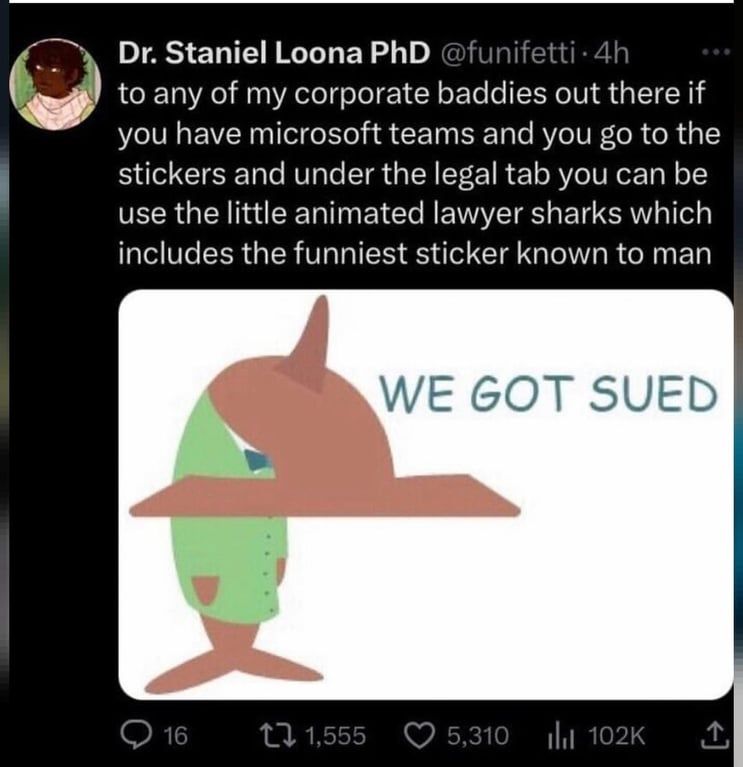 Dr. Staniel Loona PhD @funifetti · 4h
to any of my corporate baddies out there if
you have microsoft teams and you go to the
stickers and under the legal tab you can be
use the little animated lawyer sharks which
includes the funniest sticker known to man
WE GOT SUED
16 1,555 5,310 102K